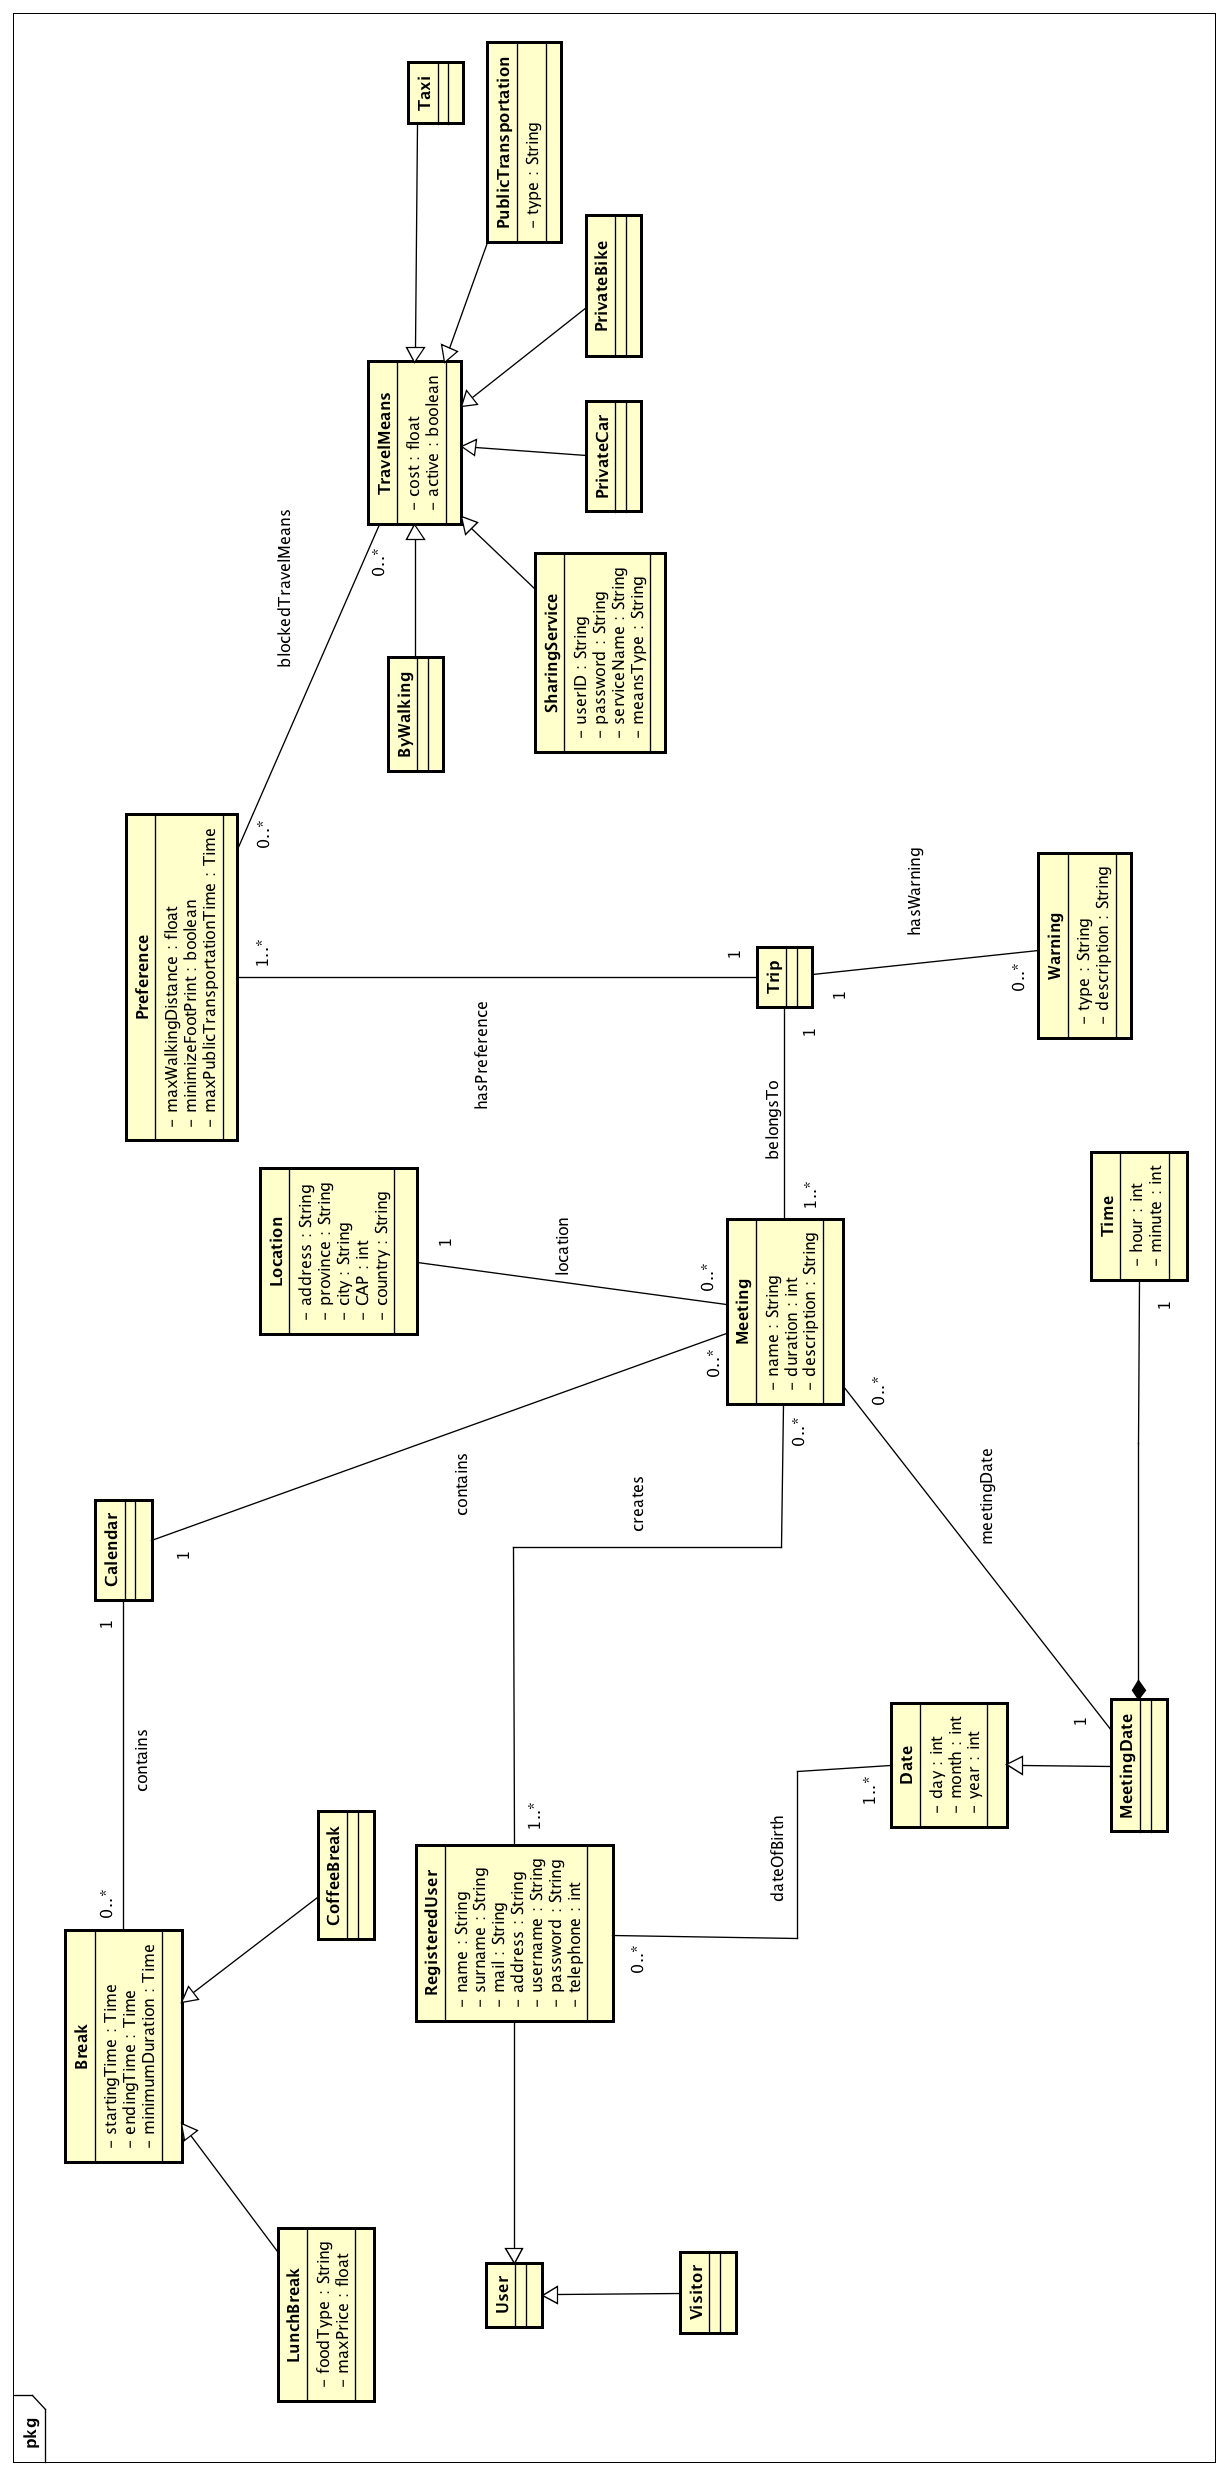 pkg
LunchBreak
– foodType : String
– maxPrice : float
Break
– startingTime : Time
– endingTime : Time
– minimumDuration : Time
CoffeeBreak
0..*
contains
1
Calendar
1
contains
0..*
User
Visitor
RegisteredUser
– name : String
– surname : String
– mail : String
– address : String
– username : String
– password : String
– telephone : int
1..*
creates
0..*
0..*
dateOfBirth
1..*
Date
– day : int
– month : int
– year : int
MeetingDate
1
meetingDate
0..*
1
Time
– hour : int
– minute : int
Meeting
– name : String
– duration : int
– description : String
0..*
location
1
Location
– address : String
– province : String
– city : String
– CAP : int
– country : String
1..*
belongsTo
1
Trip
1
hasPreference
1..*
Preference
– maxWalkingDistance : float
– minimizeFootPrint : boolean
– maxPublicTransportationTime : Time
1
hasWarning
0..*
Warning
– type : String
– description : String
0..*
blockedTravelMeans
0..*
ByWalking
TravelMeans
– cost : float
– active : boolean
SharingService
– userID : String
– password : String
– serviceName : String
– meansType : String
PrivateCar
PrivateBike
PublicTransportation
– type : String
Taxi